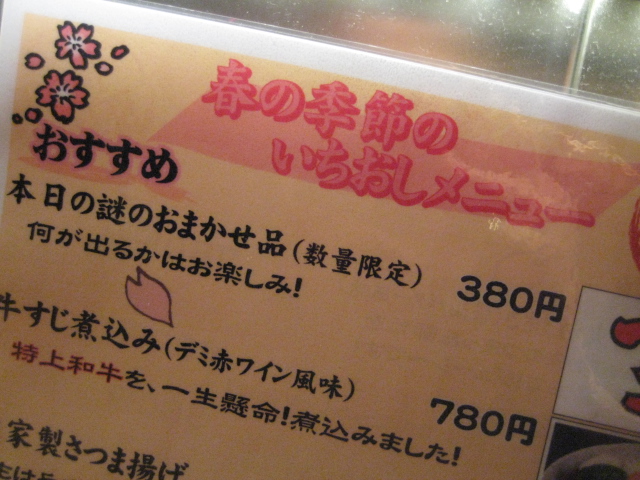 春の季節の
いちおしメニュー
おすすめ
本日の謎のおまかせ品(数量限定) 380円
何が出るかはお楽しみ!
牛すじ煮込み(デミ赤ワイン風味) 780円
特上和牛を、一生懸命!煮込みました!
家製さつま揚げ